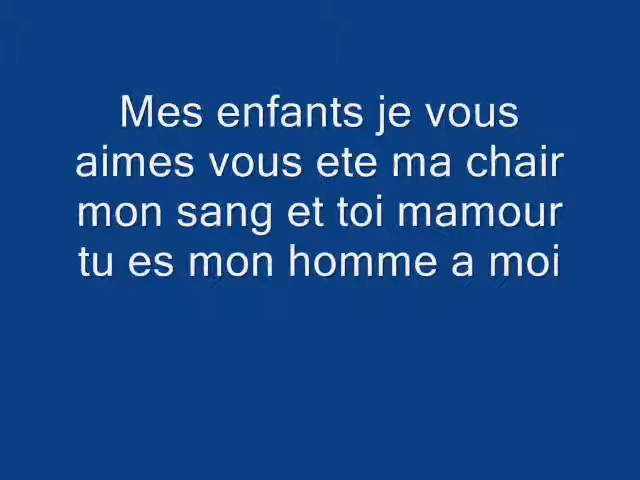 Mes enfants je vous
aimes vous ete ma chair
mon sang et toi mamour
tu es mon homme a moi